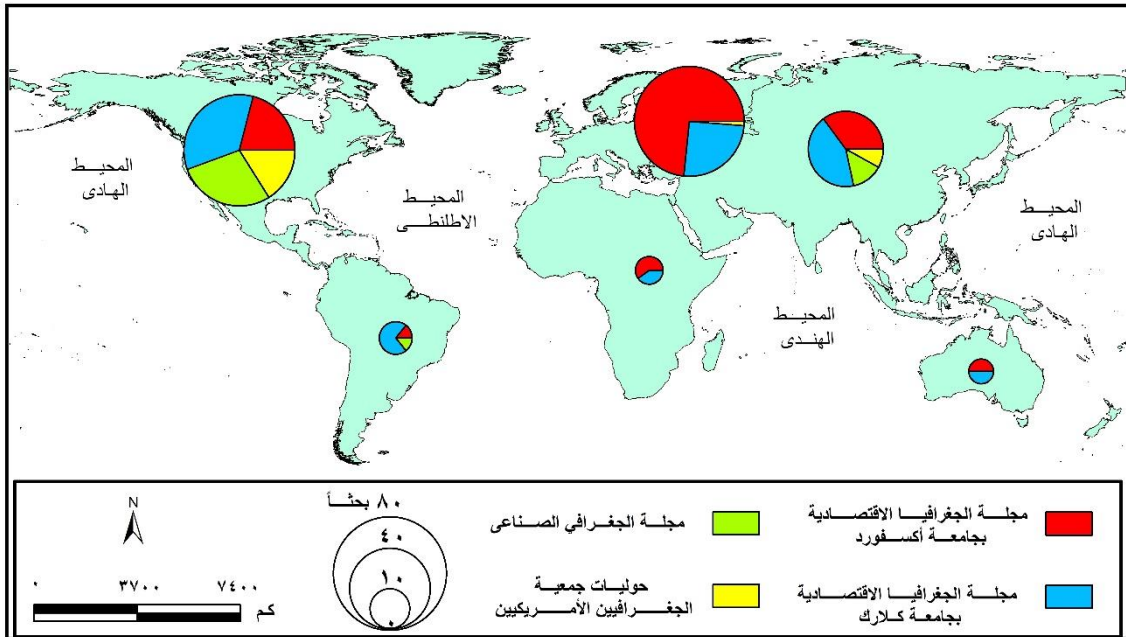 المحيط
الهادى
المحيط
الاطلنطى
المحيط
الهندى
المحيط
الهادى
مجلة الجغرافيا الاقتصادية
بجامعة أكسفورد
مجلة الجغرافيا الاقتصادية
بجامعة كلارك
مجلة الجغرافي الصناعى
حوليات جمعية
الجغرافيين الأمريكيين
٨٠ بحثاً
٤٠
١٠
٠
N
٠ ٣٧٠٠ ٧٤٠٠
كم